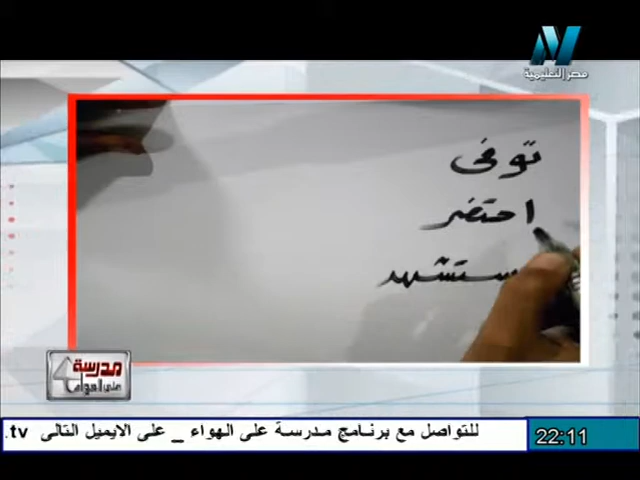 مصر التعليمية
توفى
احتضر
ستشهد
مدرسة
على الهواء
للتواصل مع برنامج مدرسة على الهواء _ على الايميل التالى tv.
22:11